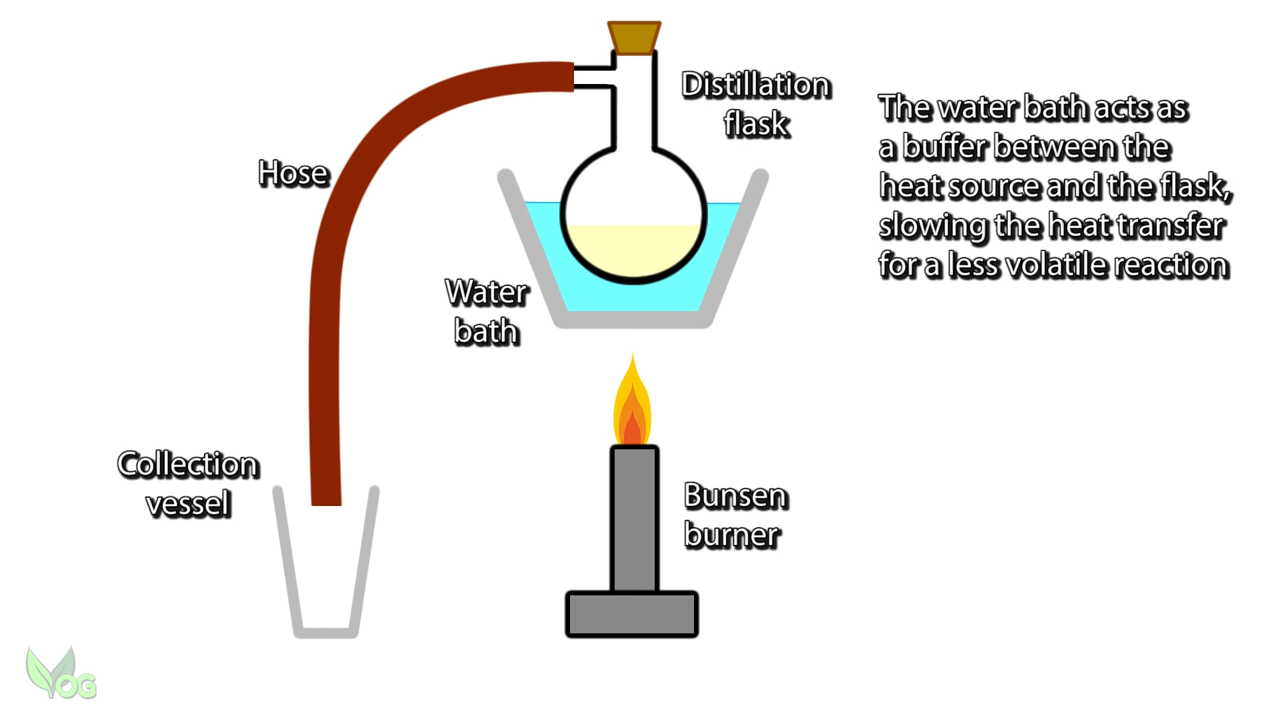 Distillation
flask
The water bath acts as
a buffer between the
heat source and the flask,
slowing the heat transfer
for a less volatile reaction
Hose
Water
bath
Collection
vessel
Bunsen
burner
YOG